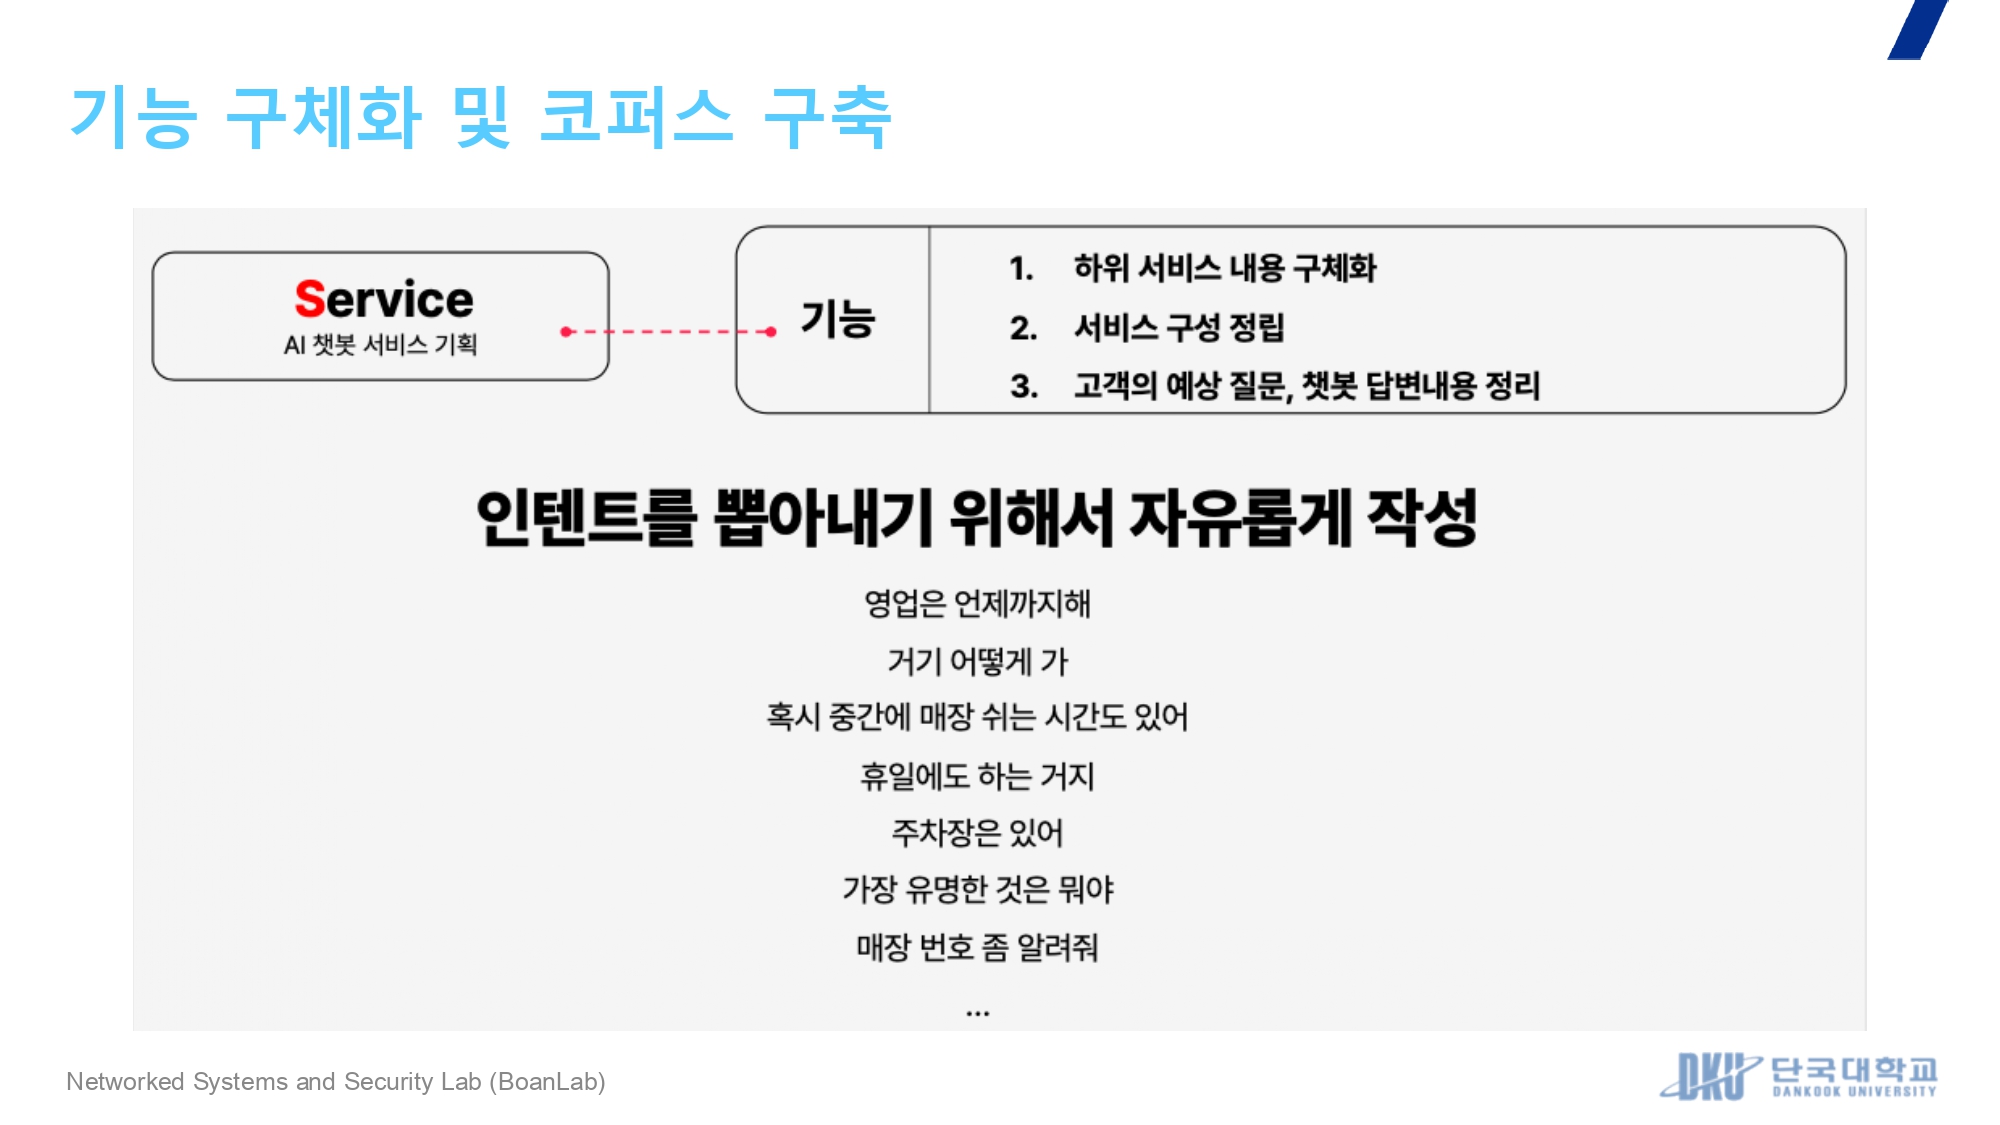 기능 구체화 및 코퍼스 구축
Service
AI 챗봇 서비스 기획
기능
1. 하위 서비스 내용 구체화
2. 서비스 구성 정립
3. 고객의 예상 질문, 챗봇 답변내용 정리
인텐트를 뽑아내기 위해서 자유롭게 작성
영업은 언제까지해
거기 어떻게 가
혹시 중간에 매장 쉬는 시간도 있어
휴일에도 하는 거지
주차장은 있어
가장 유명한 것은 뭐야
매장 번호 좀 알려줘
...
Networked Systems and Security Lab (BoanLab)
DKU 단국대학교
DANKOOK UNIVERSITY